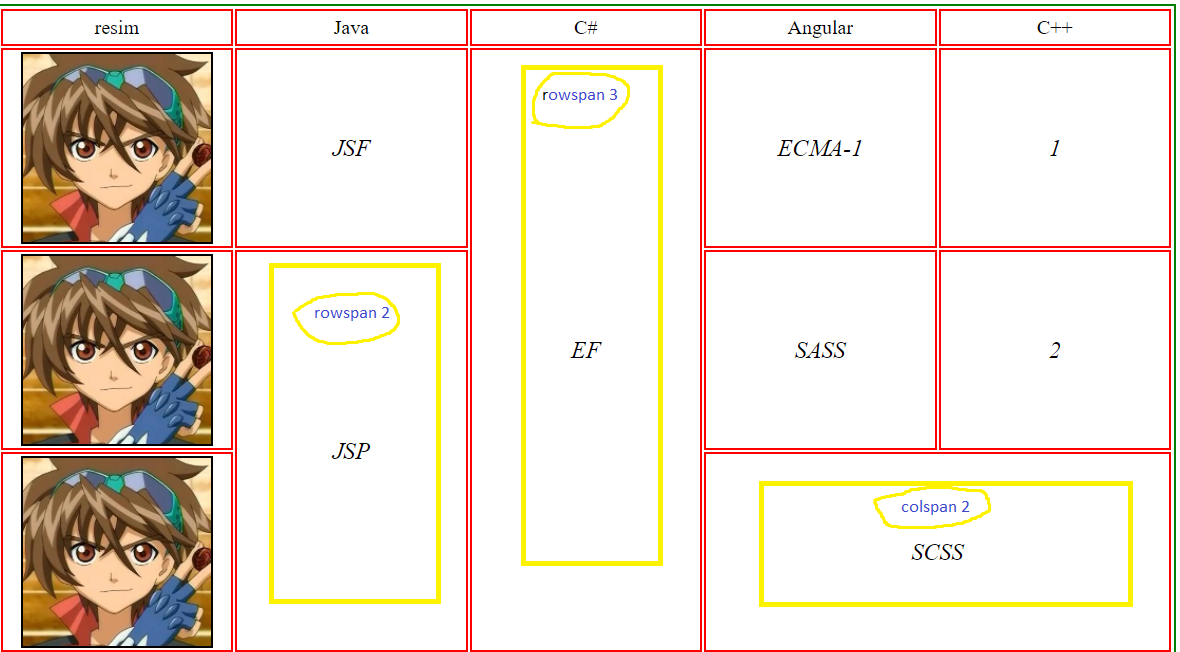 resim Java C# Angular C++
rowspan 3
JSF ECMA-1 1
rowspan 2
EF SASS 2
JSP
colspan 2
SCSS